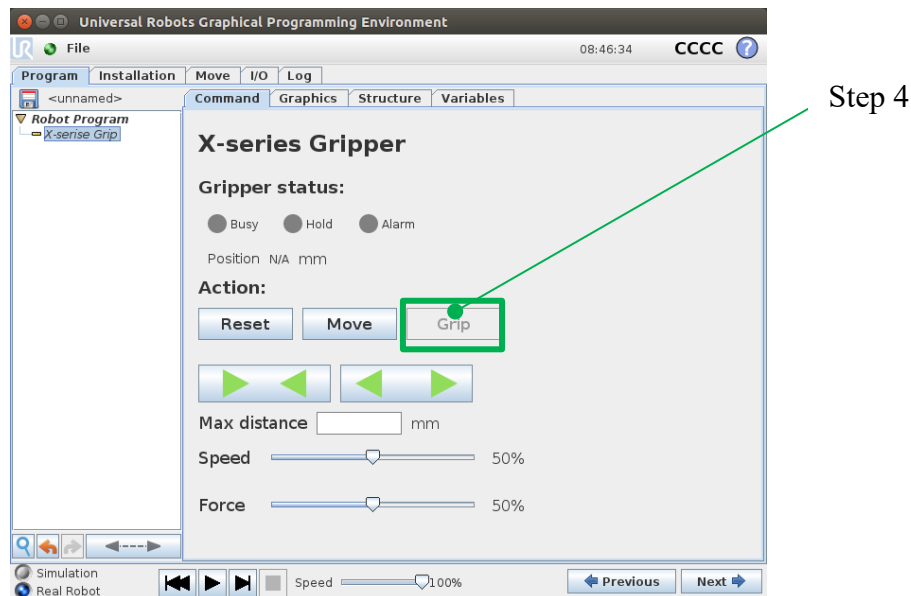 Universal Robots Graphical Programming Environment
UR File 08:46:34 CCCC ?
Program Installation Move I/O Log
<unnamed> Command Graphics Structure Variables
Step 4
Robot Program
X-serise Grip
X-series Gripper
Gripper status:
Busy Hold Alarm
Position N/A mm
Action:
Reset Move Grip
Max distance mm
Speed 50%
Force 50%
Simulation
Real Robot
Speed 100%
Previous Next